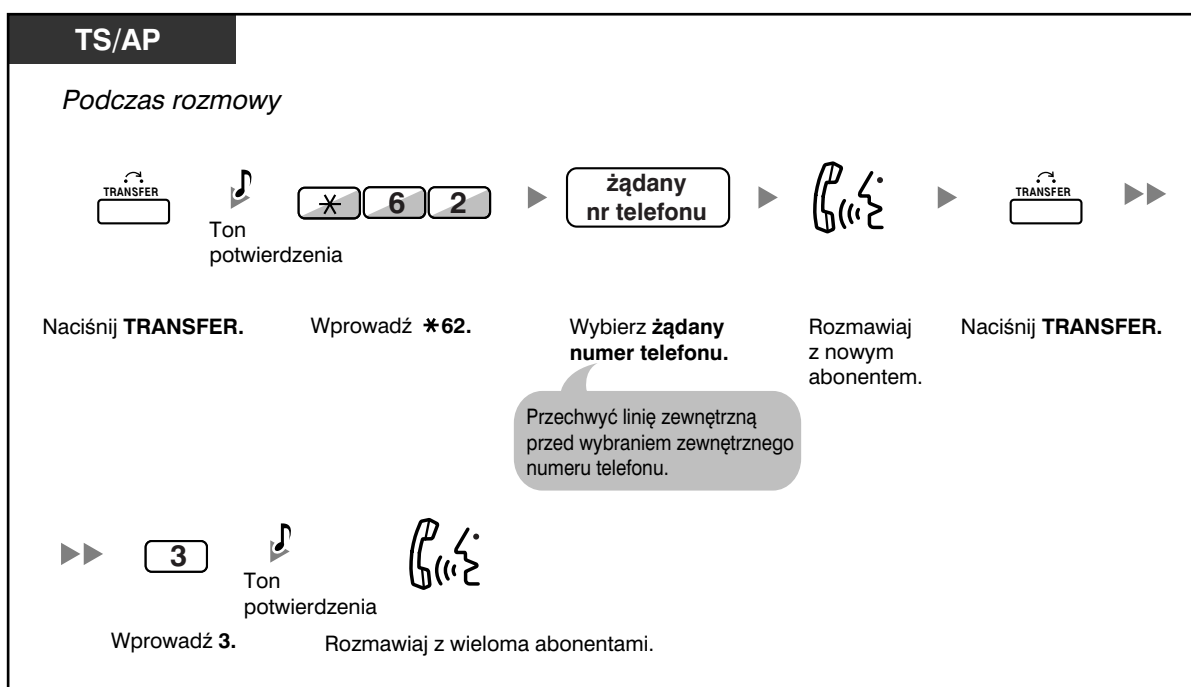 TS/AP
Podczas rozmowy
TRANSFER
Ton
potwierdzenia
* 6 2
żądany
nr telefonu
TRANSFER
Naciśnij TRANSFER.
Wprowadź *62.
Wybierz żądany
numer telefonu.
Rozmawiaj
z nowym
abonentem.
Naciśnij TRANSFER.
Przechwyć linię zewnętrzną
przed wybraniem zewnętrznego
numeru telefonu.
3
Ton
potwierdzenia
Wprowadź 3.
Rozmawiaj z wieloma abonentami.